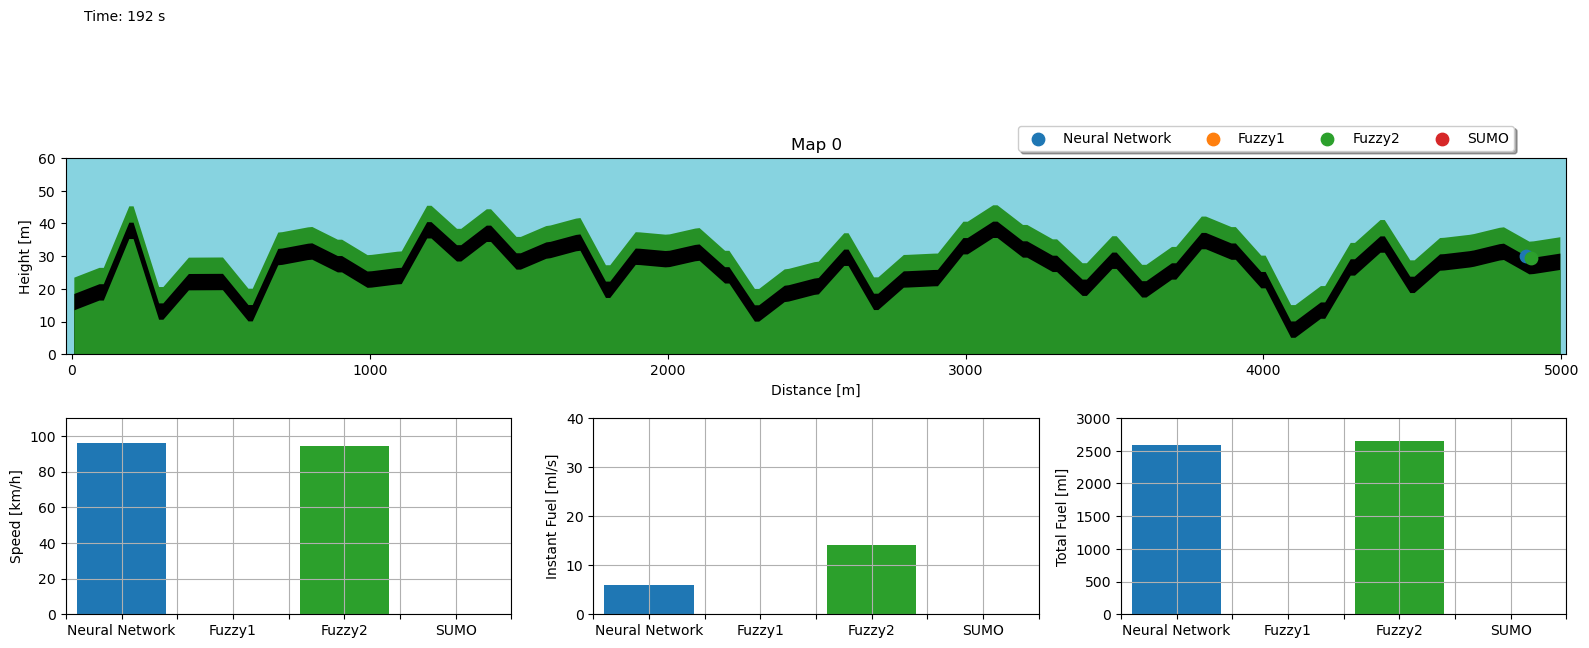 Time: 192 s
Neural Network Fuzzy1 Fuzzy2 SUMO
Map 0
60
50
40
30
20
10
0
Height [m]
0 1000 2000 3000 4000 5000
Distance [m]
100
80
60
40
20
0
Speed [km/h]
Neural Network Fuzzy1 Fuzzy2 SUMO
40
30
20
10
0
Instant Fuel [ml/s]
Neural Network Fuzzy1 Fuzzy2 SUMO
3000
2500
2000
1500
1000
500
0
Total Fuel [ml]
Neural Network Fuzzy1 Fuzzy2 SUMO